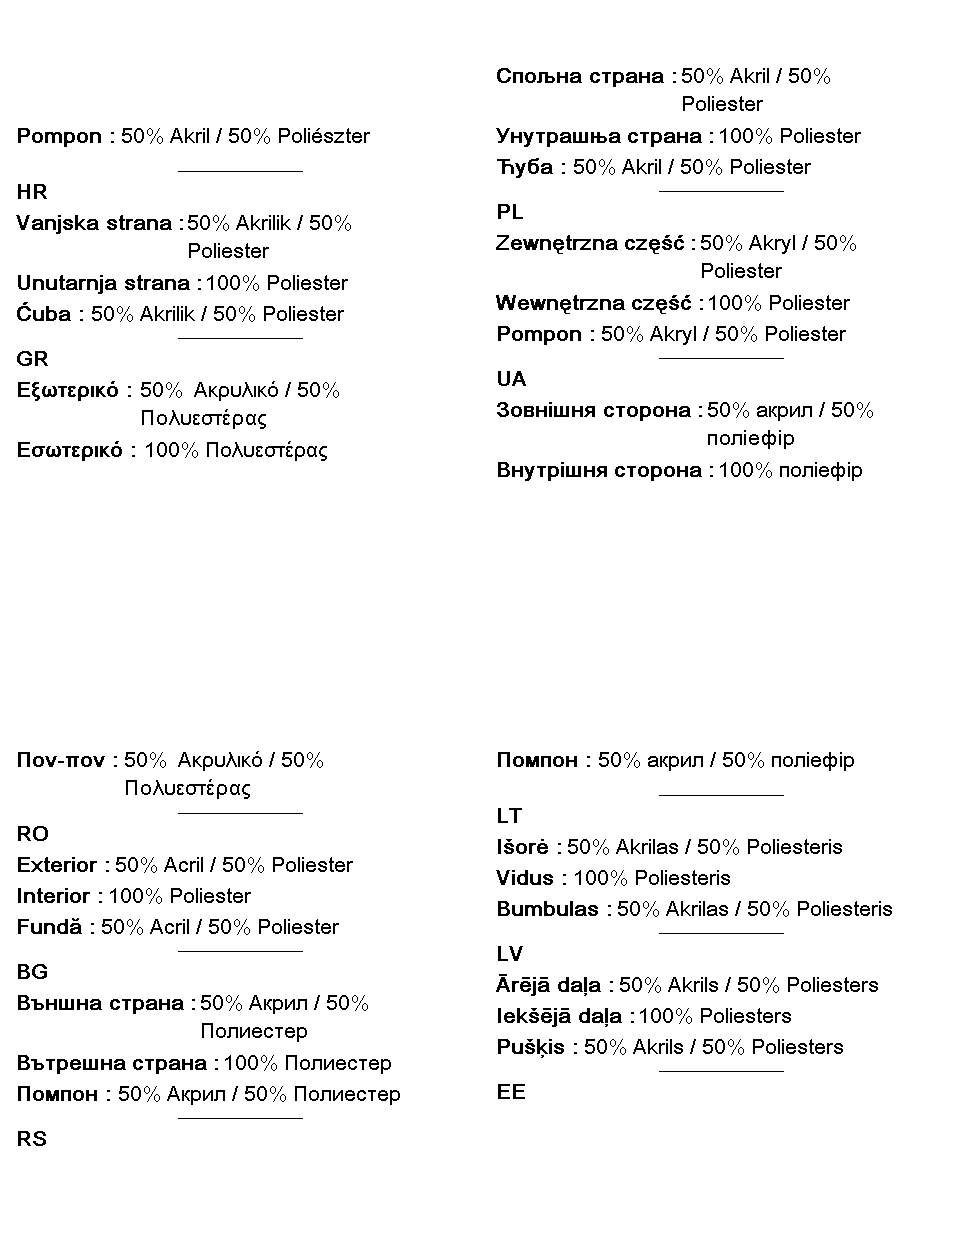 Pompon : 50% Akril / 50% Poliészter
HR
Vanjska strana : 50% Akrilik / 50%
Poliester
Unutarnja strana : 100% Poliester
Ćuba : 50% Akrilik / 50% Poliester
GR
Εξωτερικό : 50% Ακρυλικό / 50%
Πολυεστέρας
Εσωτερικό : 100% Πολυεστέρας
Πον-πον : 50% Ακρυλικό / 50%
Πολυεστέρας
RO
Exterior : 50% Acril / 50% Poliester
Interior : 100% Poliester
Fundă : 50% Acril / 50% Poliester
BG
Външна страна : 50% Акрил / 50%
Полиестер
Вътрешна страна : 100% Полиестер
Помпон : 50% Акрил / 50% Полиестер
RS
Спољна страна : 50% Akril / 50%
Poliester
Унутрашња страна : 100% Poliester
Ћуба : 50% Akril / 50% Poliester
PL
Zewnętrzna część : 50% Akryl / 50%
Poliester
Wewnętrzna część : 100% Poliester
Pompon : 50% Akryl / 50% Poliester
UA
Зовнішня сторона : 50% акрил / 50%
поліефір
Внутрішня сторона : 100% поліефір
Помпон : 50% акрил / 50% поліефір
LT
Išorė : 50% Akrilas / 50% Poliesteris
Vidus : 100% Poliesteris
Bumbulas : 50% Akrilas / 50% Poliesteris
LV
Ārējā daļa : 50% Akrils / 50% Poliesters
Iekšējā daļa : 100% Poliesters
Pušķis : 50% Akrils / 50% Poliesters
EE